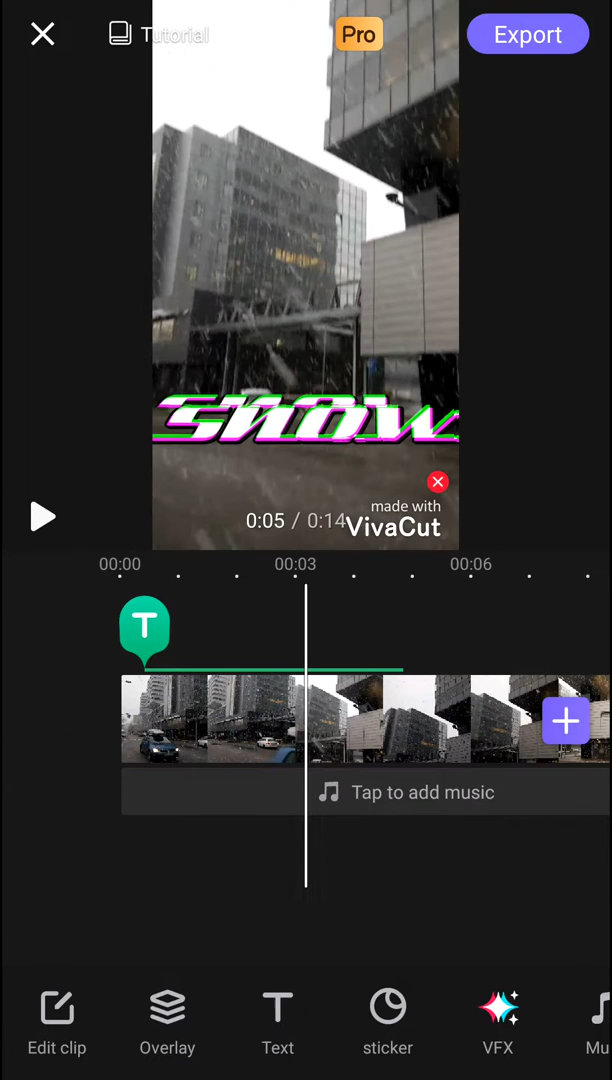 Tutorial
Pro
Export
snow
made with
VivaCut
0:05 / 0:14
00:00
00:03
00:06
T
Tap to add music
Edit clip
Overlay
Text
sticker
VFX
Mu